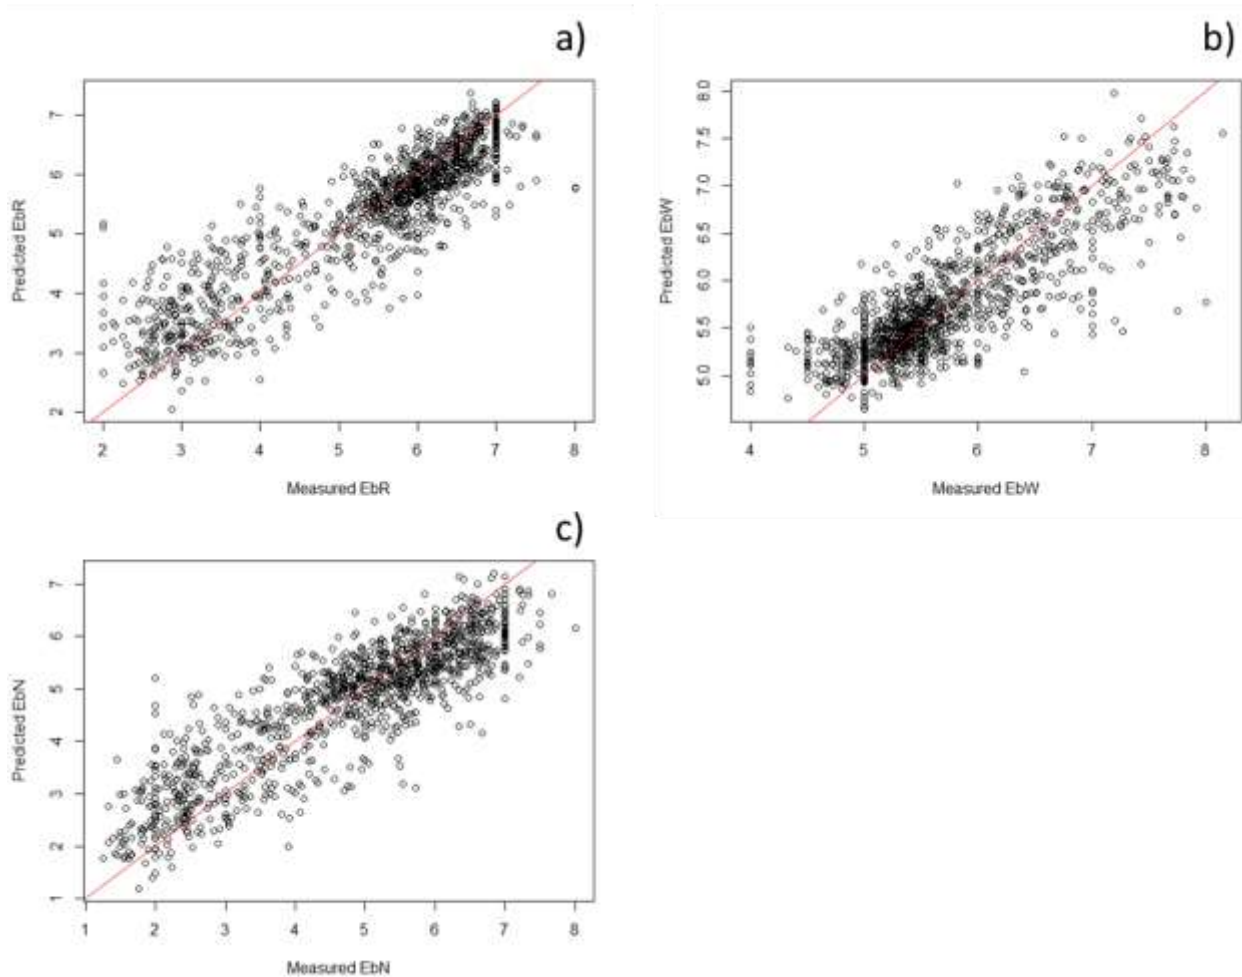 a)
7
6
5
4
3
2
Predicted EbR
2 3 4 5 6 7 8
Measured EbR
b)
8.0
7.5
7.0
6.5
6.0
5.5
5.0
Predicted EbW
4 5 6 7 8
Measured EbW
c)
7
6
5
4
3
2
1
Predicted EbN
1 2 3 4 5 6 7 8
Measured EbN